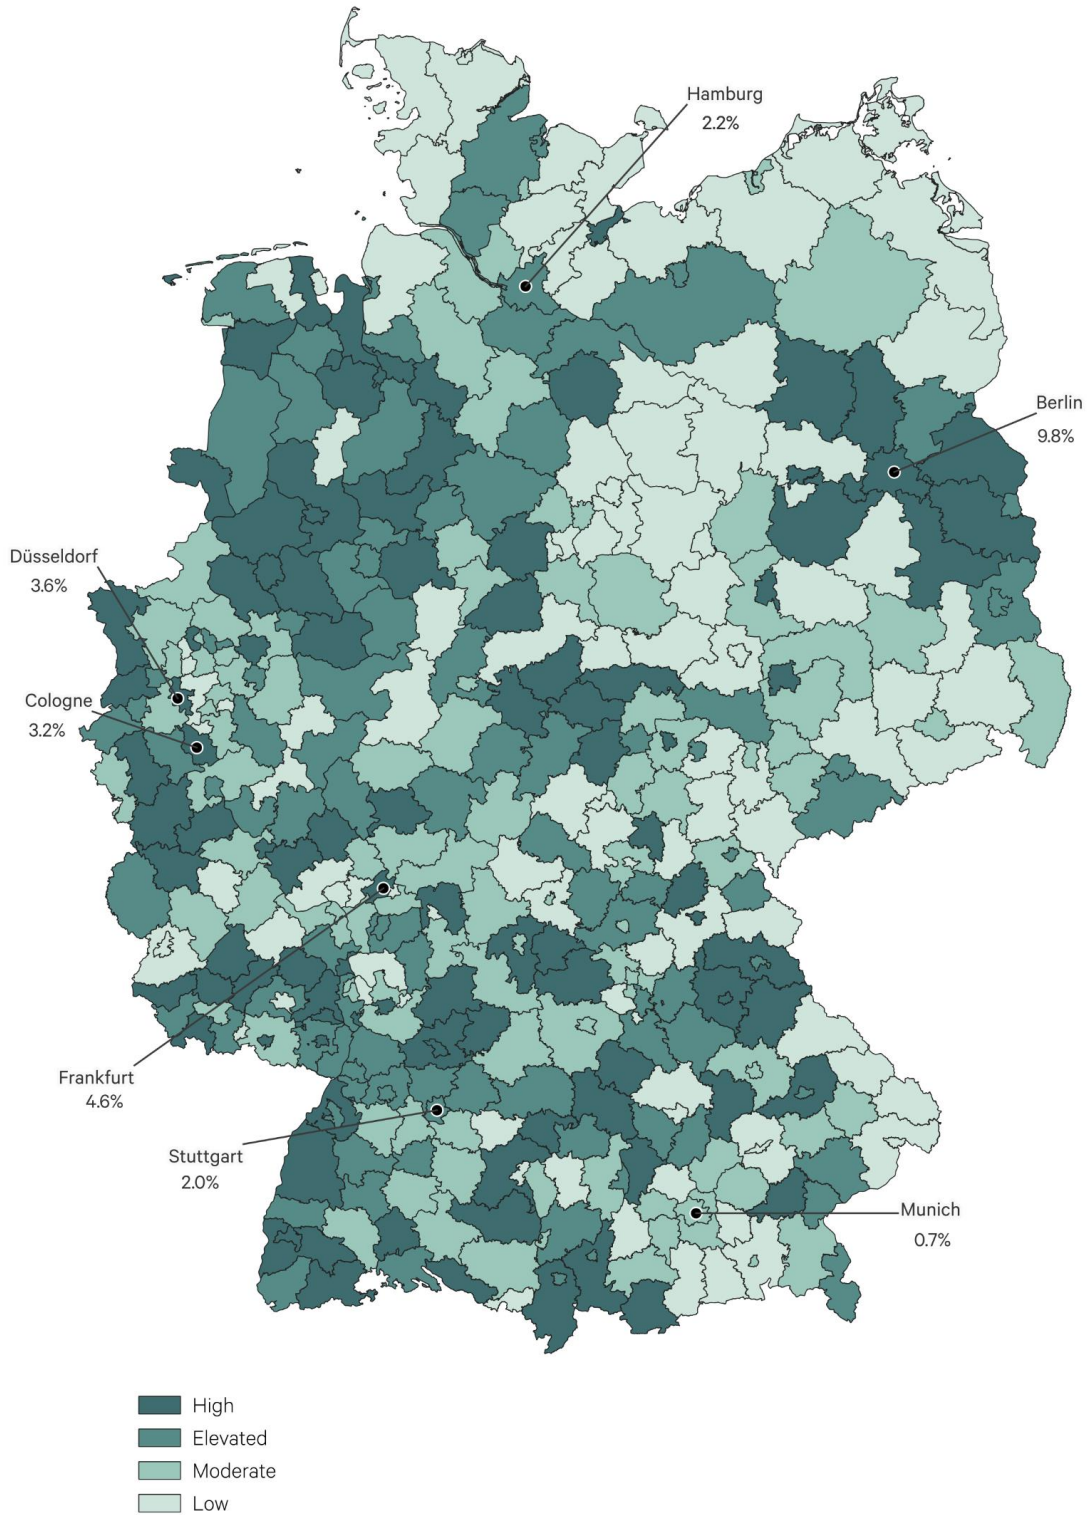 Hamburg
2.2%
Berlin
9.8%
Düsseldorf
3.6%
Cologne
3.2%
Frankfurt
4.6%
Stuttgart
2.0%
Munich
0.7%
High
Elevated
Moderate
Low